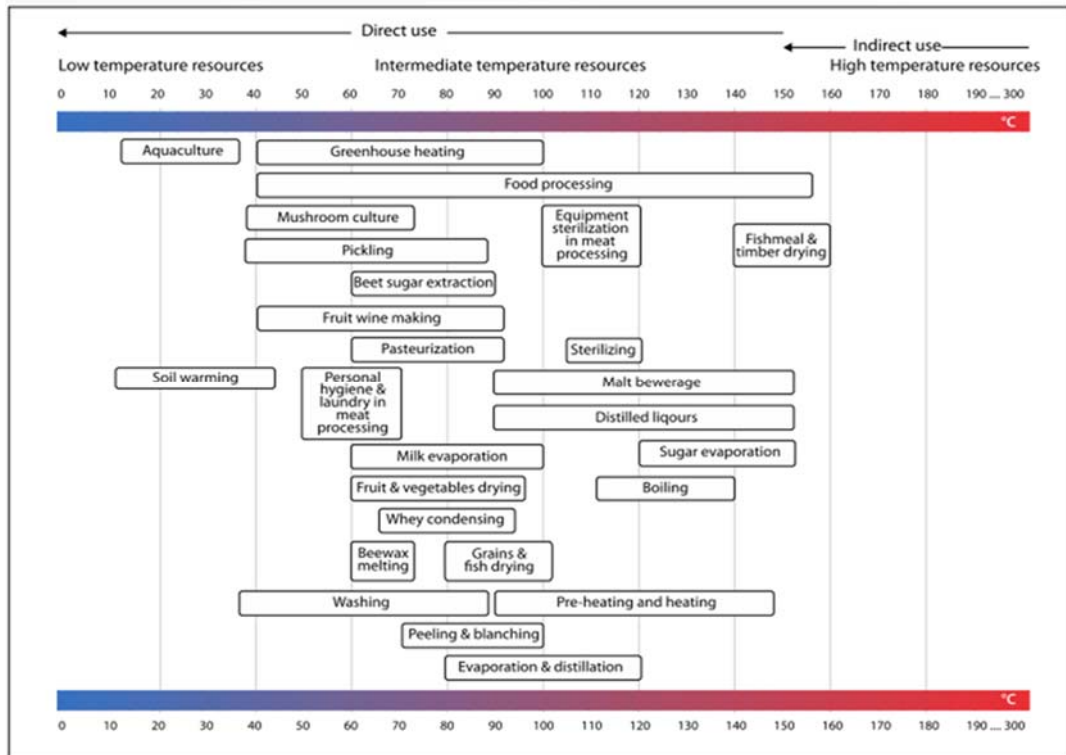 Direct use
Indirect use
Low temperature resources Intermediate temperature resources High temperature resources
0 10 20 30 40 50 60 70 80 90 100 110 120 130 140 150 160 170 180 190 .... 300
°C
Aquaculture Greenhouse heating
Food processing
Mushroom culture
Equipment
sterilization
in meat
processing
Fishmeal &
timber drying
Pickling
Beet sugar extraction
Fruit wine making
Pasteurization Sterilizing
Soil warming
Personal
hygiene &
laundry in
meat
processing
Malt bewerage
Distilled liqours
Milk evaporation Sugar evaporation
Fruit & vegetables drying Boiling
Whey condensing
Beewax
melting
Grains &
fish drying
Washing Pre-heating and heating
Peeling & blanching
Evaporation & distillation
°C
0 10 20 30 40 50 60 70 80 90 100 110 120 130 140 150 160 170 180 190 .... 300